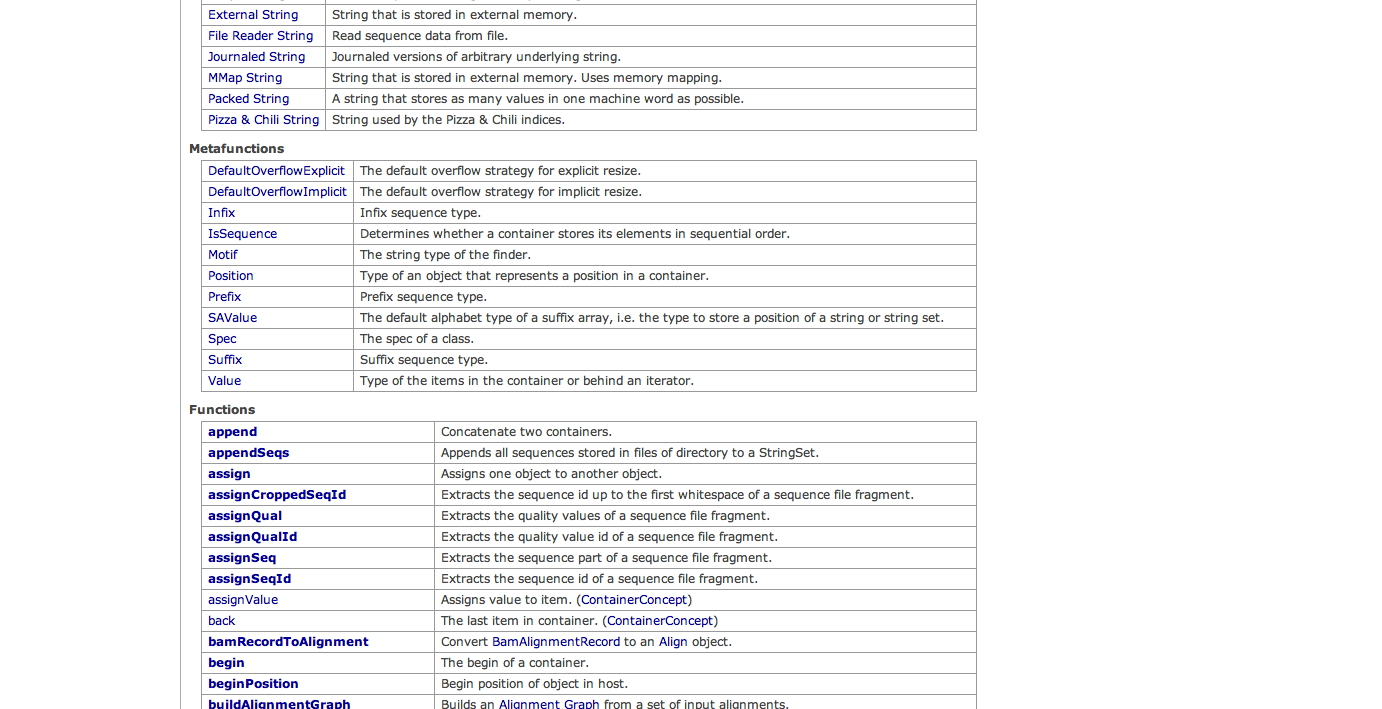 External String String that is stored in external memory.
File Reader String Read sequence data from file.
Journaled String Journaled versions of arbitrary underlying string.
MMap String String that is stored in external memory. Uses memory mapping.
Packed String A string that stores as many values in one machine word as possible.
Pizza & Chili String String used by the Pizza & Chili indices.
Metafunctions
DefaultOverflowExplicit The default overflow strategy for explicit resize.
DefaultOverflowImplicit The default overflow strategy for implicit resize.
Infix Infix sequence type.
IsSequence Determines whether a container stores its elements in sequential order.
Motif The string type of the finder.
Position Type of an object that represents a position in a container.
Prefix Prefix sequence type.
SAValue The default alphabet type of a suffix array, i.e. the type to store a position of a string or string set.
Spec The spec of a class.
Suffix Suffix sequence type.
Value Type of the items in the container or behind an iterator.
Functions
append Concatenate two containers.
appendSeqs Appends all sequences stored in files of directory to a StringSet.
assign Assigns one object to another object.
assignCroppedSeqId Extracts the sequence id up to the first whitespace of a sequence file fragment.
assignQual Extracts the quality values of a sequence file fragment.
assignQualId Extracts the quality value id of a sequence file fragment.
assignSeq Extracts the sequence part of a sequence file fragment.
assignSeqId Extracts the sequence id of a sequence file fragment.
assignValue Assigns value to item. (ContainerConcept)
back The last item in container. (ContainerConcept)
bamRecordToAlignment Convert BamAlignmentRecord to an Align object.
begin The begin of a container.
beginPosition Begin position of object in host.
buildAlignmentGraph Builds an Alignment Graph from a set of input alignments.